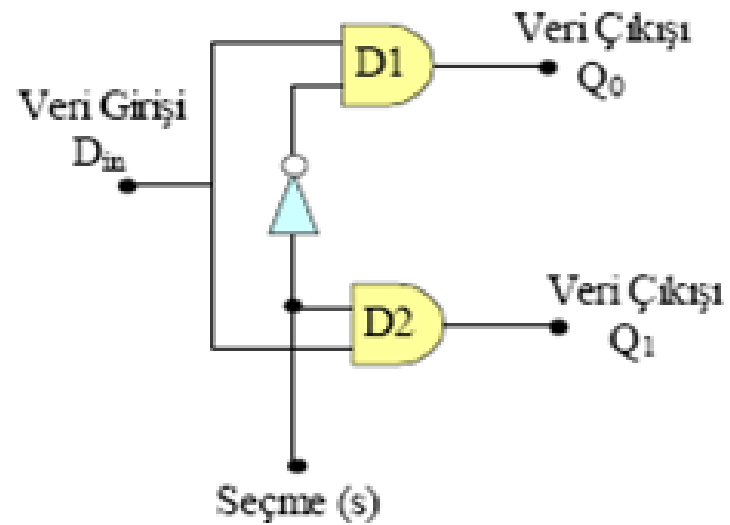 Veri Çıkışı
Q₀
D1
Veri Girişi
Dᵢₙ
D2
Veri Çıkışı
Q₁
Seçme (s)